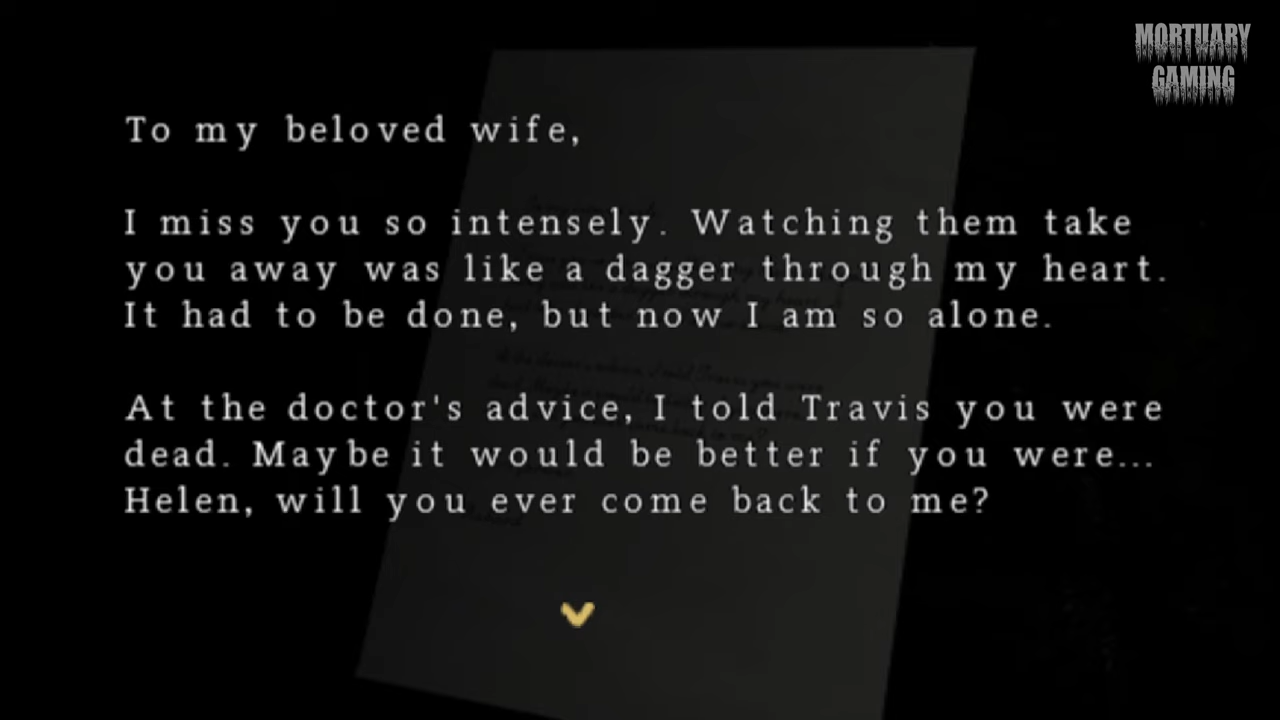 MORTUARY
GAMING
To my beloved wife,
I miss you so intensely. Watching them take
you away was like a dagger through my heart.
It had to be done, but now I am so alone.
At the doctor's advice, I told Travis you were
dead. Maybe it would be better if you were...
Helen, will you ever come back to me?